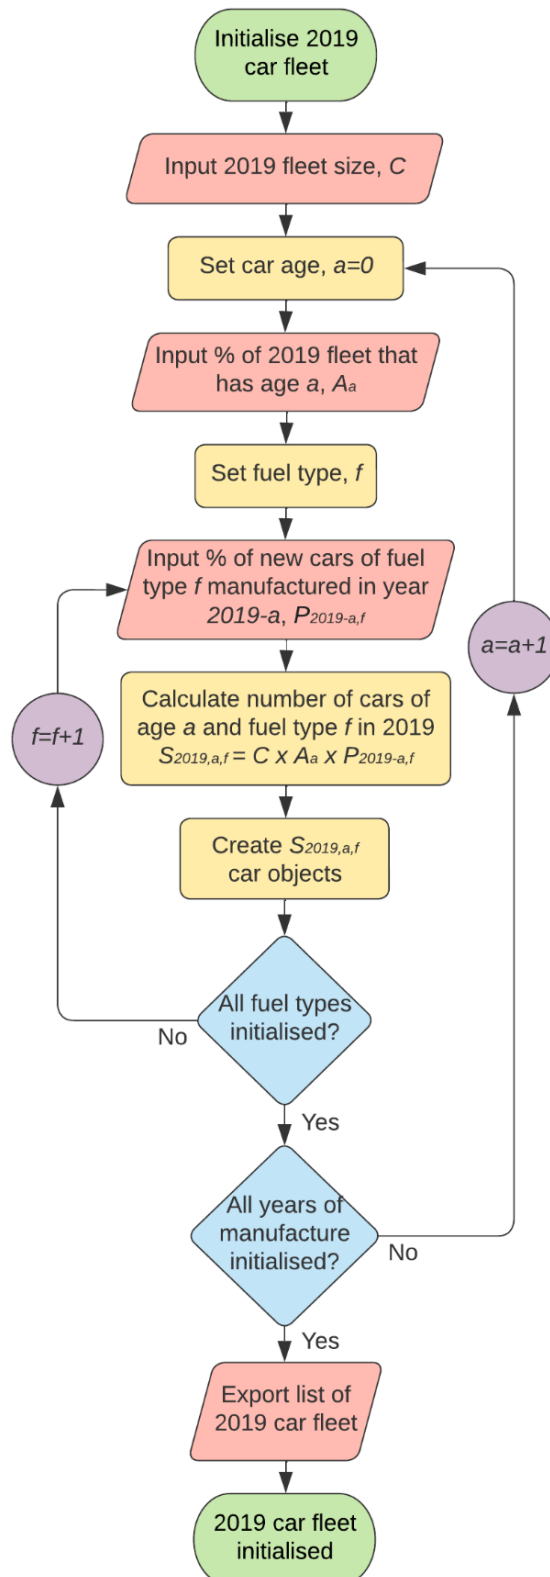 Initialise 2019
car fleet
Input 2019 fleet size, C
Set car age, a=0
Input % of 2019 fleet that
has age a, Aa
Set fuel type, f
Input % of new cars of fuel
type f manufactured in year
2019-a, P2019-a,f
a=a+1
Calculate number of cars of
age a and fuel type f in 2019
S2019,a,f = C x Aa x P2019-a,f
f=f+1
Create S2019,a,f
car objects
All fuel types
initialised?
No
Yes
All years of
manufacture
initialised?
No
Yes
Export list of
2019 car fleet
2019 car fleet
initialised